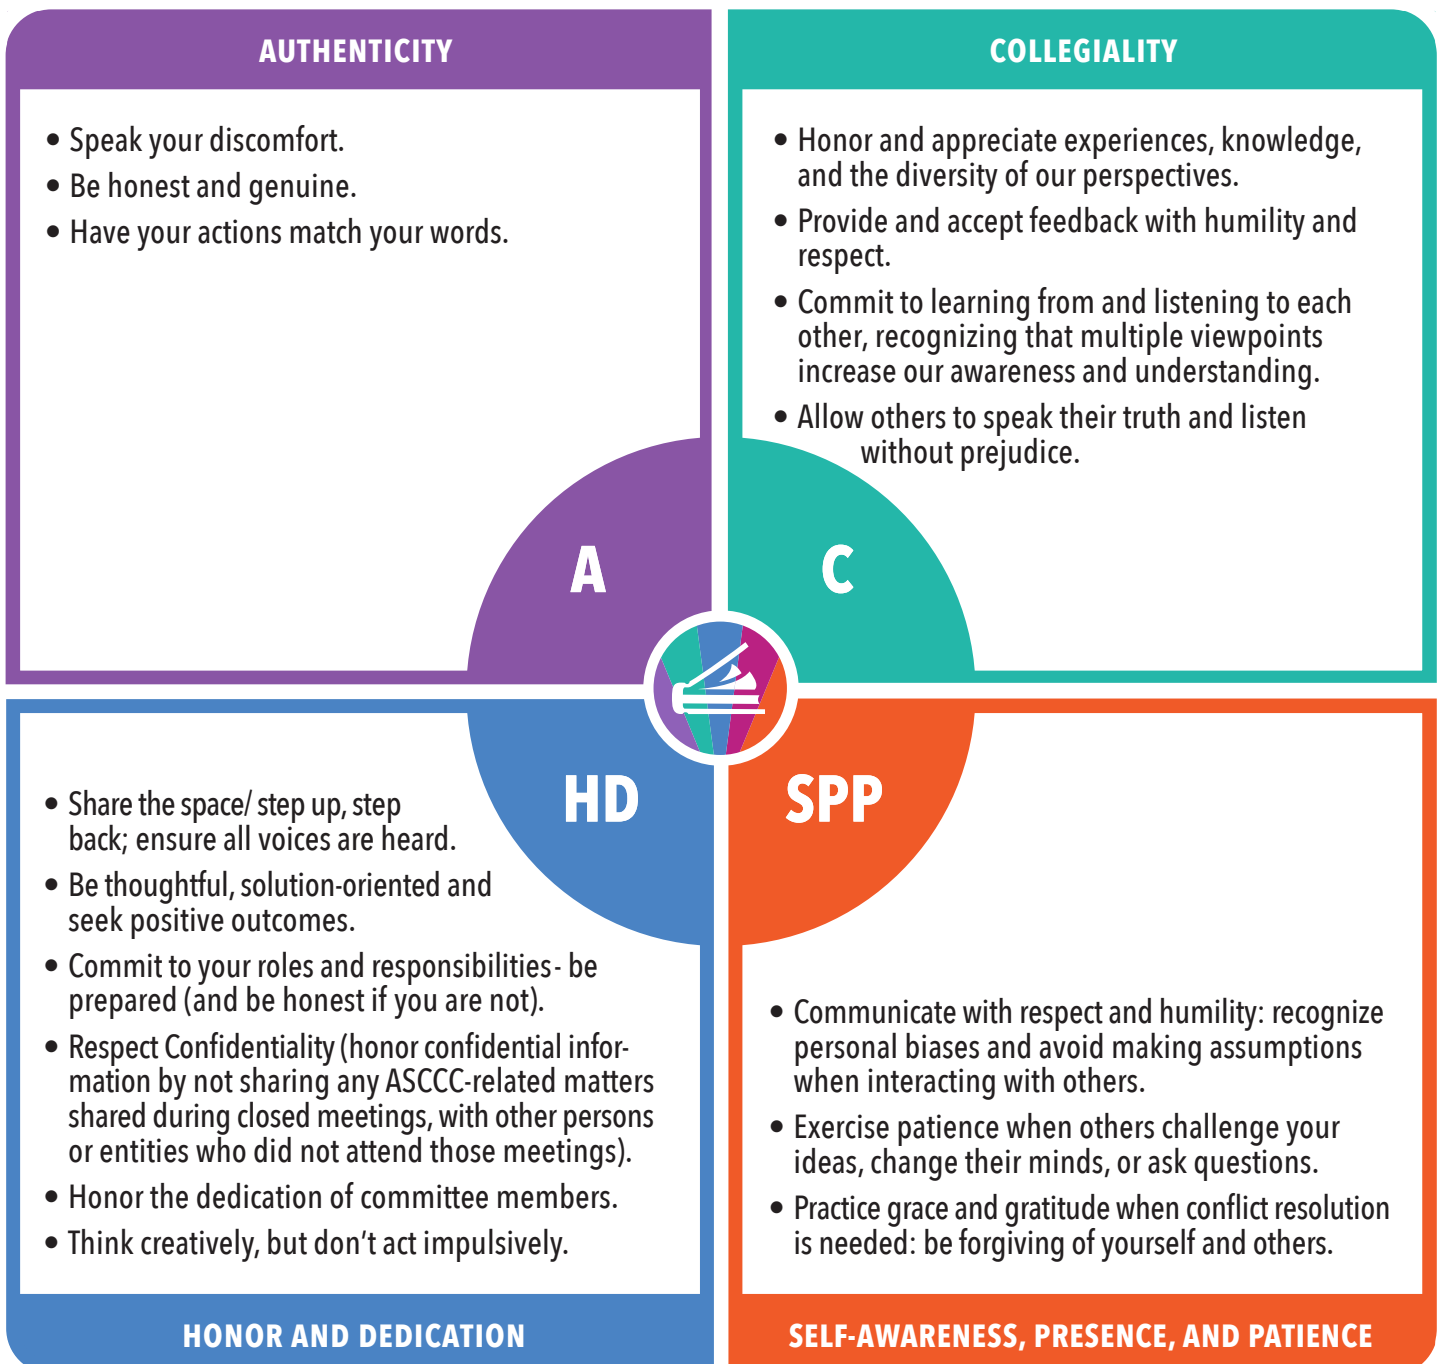 AUTHENTICITY
• Speak your discomfort.
• Be honest and genuine.
• Have your actions match your words.
A
COLLEGIALITY
• Honor and appreciate experiences, knowledge,
and the diversity of our perspectives.
• Provide and accept feedback with humility and
respect.
• Commit to learning from and listening to each
other, recognizing that multiple viewpoints
increase our awareness and understanding.
• Allow others to speak their truth and listen
without prejudice.
C
HD
• Share the space/ step up, step
back; ensure all voices are heard.
• Be thoughtful, solution-oriented and
seek positive outcomes.
• Commit to your roles and responsibilities- be
prepared (and be honest if you are not).
• Respect Confidentiality (honor confidential infor-
mation by not sharing any ASCCC-related matters
shared during closed meetings, with other persons
or entities who did not attend those meetings).
• Honor the dedication of committee members.
• Think creatively, but don't act impulsively.
HONOR AND DEDICATION
SPP
• Communicate with respect and humility: recognize
personal biases and avoid making assumptions
when interacting with others.
• Exercise patience when others challenge your
ideas, change their minds, or ask questions.
• Practice grace and gratitude when conflict resolution
is needed: be forgiving of yourself and others.
SELF-AWARENESS, PRESENCE, AND PATIENCE